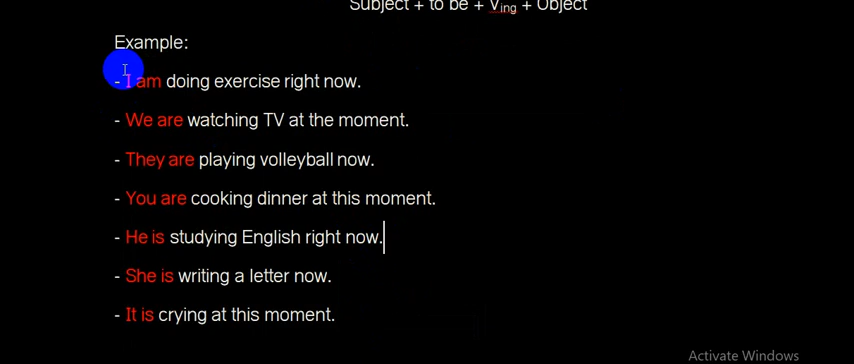 Subject + to be + Ving + Object
Example:
- I am doing exercise right now.
- We are watching TV at the moment.
- They are playing volleyball now.
- You are cooking dinner at this moment.
- He is studying English right now.
- She is writing a letter now.
- It is crying at this moment.
Activate Windows